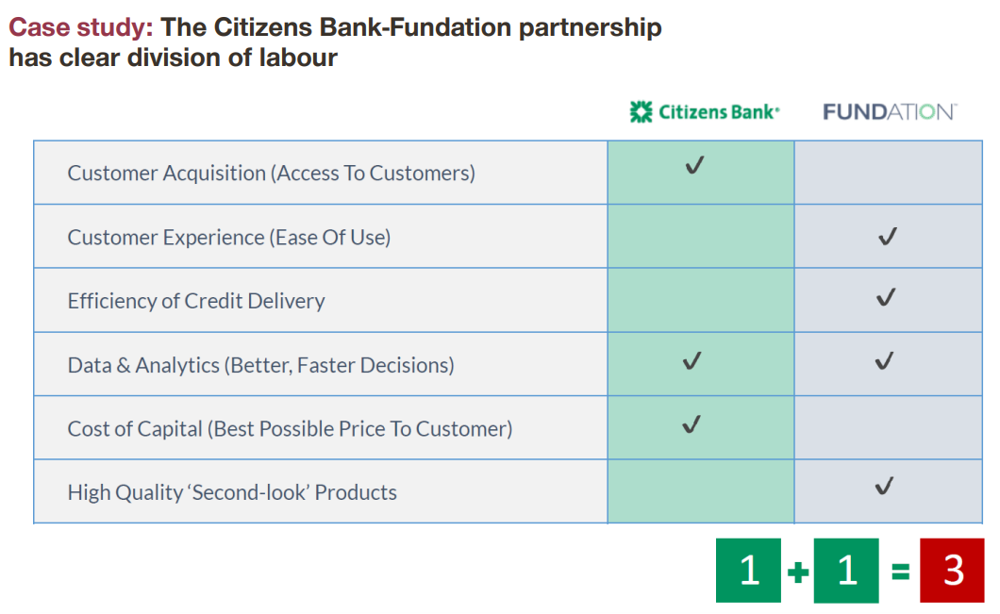 Case study: The Citizens Bank-Fundation partnership
has clear division of labour
Citizens Bank® FUNDATION™
Customer Acquisition (Access To Customers) ✔
Customer Experience (Ease Of Use) ✔
Efficiency of Credit Delivery ✔
Data & Analytics (Better, Faster Decisions) ✔ ✔
Cost of Capital (Best Possible Price To Customer) ✔
High Quality ‘Second-look’ Products ✔
1 + 1 = 3